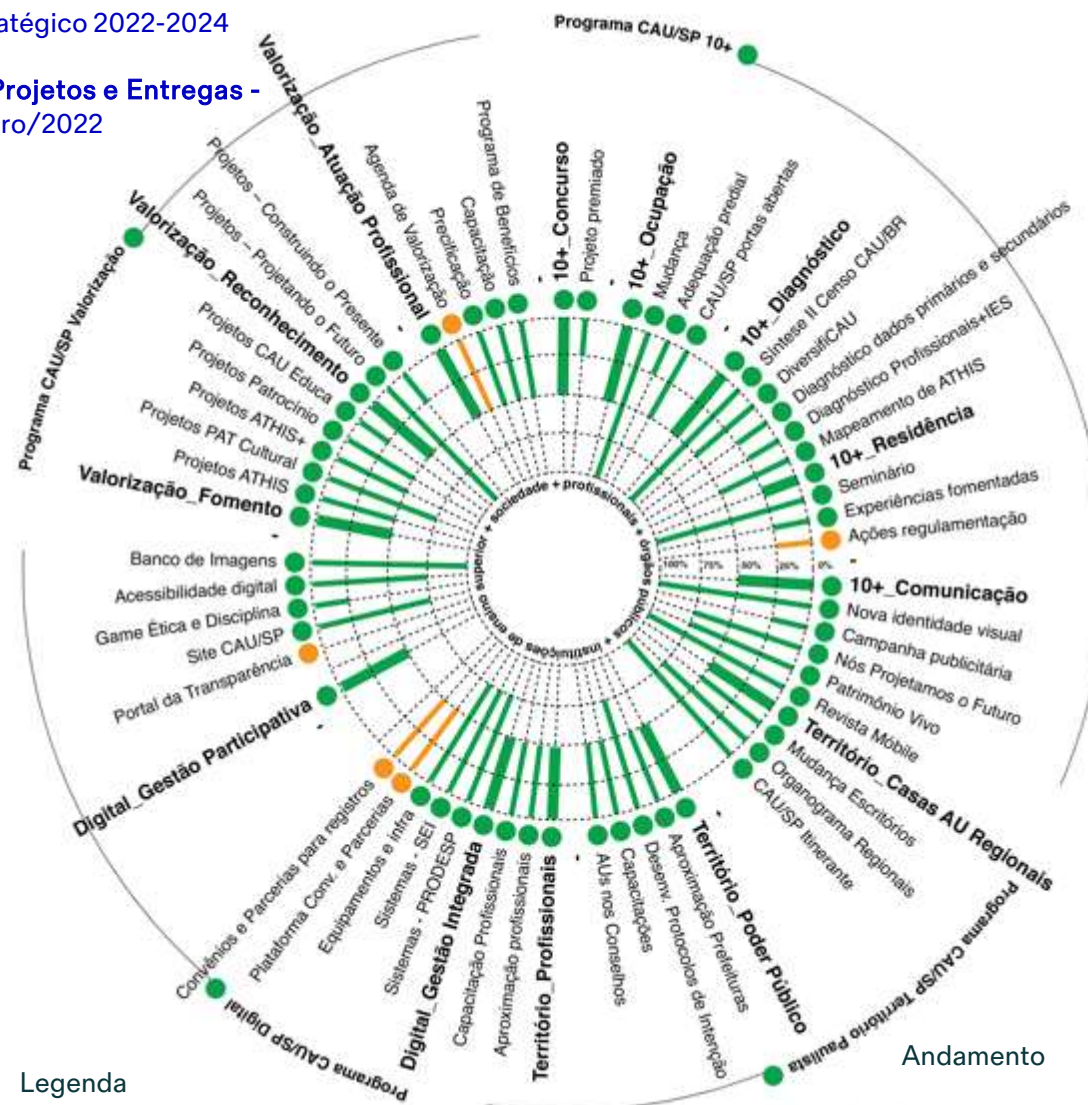 atégico 2022-2024
Projetos e Entregas -
ro/2022
Programa CAU/SP 10+
10+_Concurso
Projeto premiado
-
10+_Ocupação
Mudança
Adequação predial
CAU/SP portas abertas
-
10+_Diagnóstico
Síntese II Censo CAU/BR
DiversifiCAU
Diagnóstico dados primários e secundários
Diagnóstico Profissionais+IES
Mapeamento de ATHIS
10+_Residência
Seminário
Experiências fomentadas
Ações regulamentação
-
10+_Comunicação
Nova identidade visual
Campanha publicitária
Nós Projetamos o Futuro
Patrimônio Vivo
Revista Móbile
Território_Casas AU Regionais
Mudança Escritórios
Organograma Regionais
CAU/SP Itinerante
-
Programa CAU/SP Território Paulista
Território_Poder Público
Aproximação Prefeituras
Desenv. Protocolos de Intenção
Capacitações
AUs nos Conselhos
-
Território_Profissionais
Aproximação profissionais
Capacitação Profissionais
Digital_Gestão Integrada
Sistemas - PRODESP
Sistemas - SEI
Equipamentos e infra
Plataforma Conv. e Parcerias
Convênios e Parcerias para registros
Programa CAU/SP Digital
-
Digital_Gestão Participativa
Portal da Transparência
Site CAU/SP
Game Ética e Disciplina
Acessibilidade digital
Banco de Imagens
-
Valorização_Fomento
Projetos ATHIS
Projetos PAT Cultural
Projetos ATHIS+
Projetos Patrocínio
Projetos CAU Educa
Valorização_Reconhecimento
Projetos – Projetando o Futuro
Projetos – Construindo o Presente
-
Programa CAU/SP Valorização
Valorização_Atuação Profissional
Agenda de Valorização
Precificação
Capacitação
Programa de Benefícios
-
sociedade + profissionais + órgãos públicos + instituições de ensino superior +
100% 75% 50% 25% 0%
Legenda
Andamento